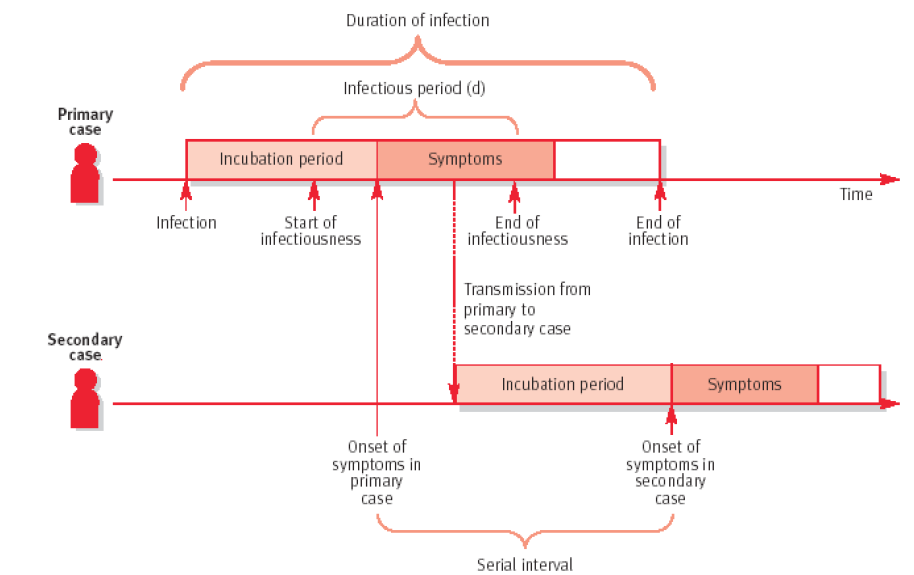 Duration of infection
Infectious period (d)
Primary
case
Incubation period
Symptoms
Time
Infection
Start of
infectiousness
End of
infectiousness
End of
infection
Transmission from
primary to
secondary case
Secondary
case.
Incubation period
Symptoms
Onset of
symptoms in
primary
case
Onset of
symptoms in
secondary
case
Serial interval